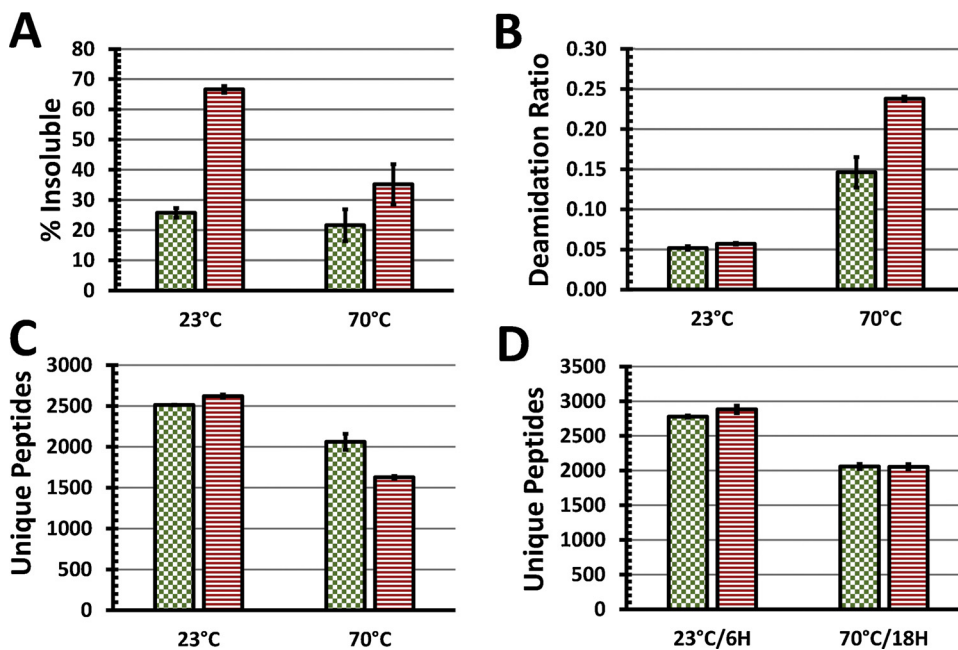 A
% Insoluble
80
70
60
50
40
30
20
10
0
23°C
70°C
B
Deamidation Ratio
0.30
0.25
0.20
0.15
0.10
0.05
0.00
23°C
70°C
C
Unique Peptides
3000
2500
2000
1500
1000
500
0
23°C
70°C
D
Unique Peptides
3500
3000
2500
2000
1500
1000
500
0
23°C/6H
70°C/18H